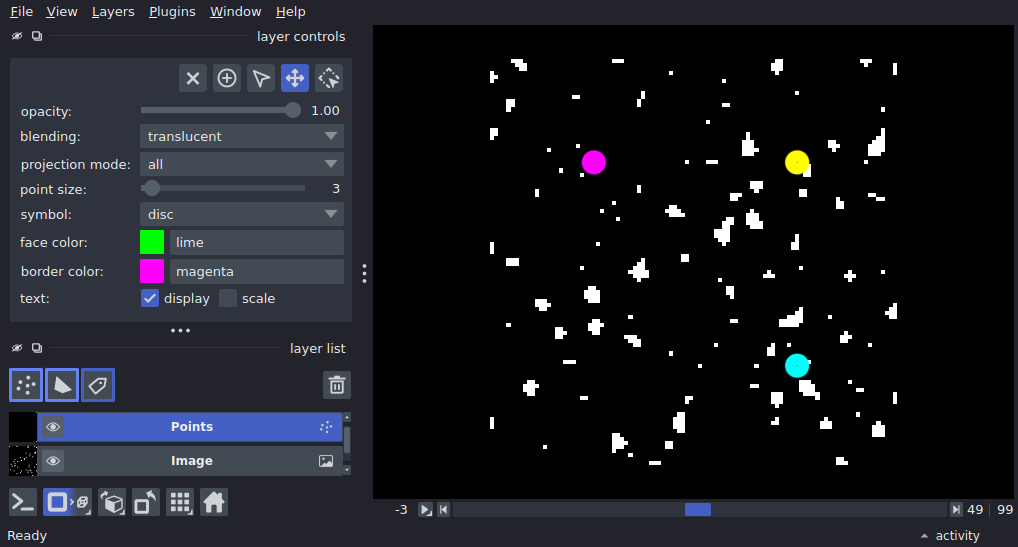 File View Layers Plugins Window Help
layer controls
opacity: 1.00
blending: translucent
projection mode: all
point size: 3
symbol: disc
face color: lime
border color: magenta
text: display scale
layer list
Points
Image
-3 49 99
Ready activity